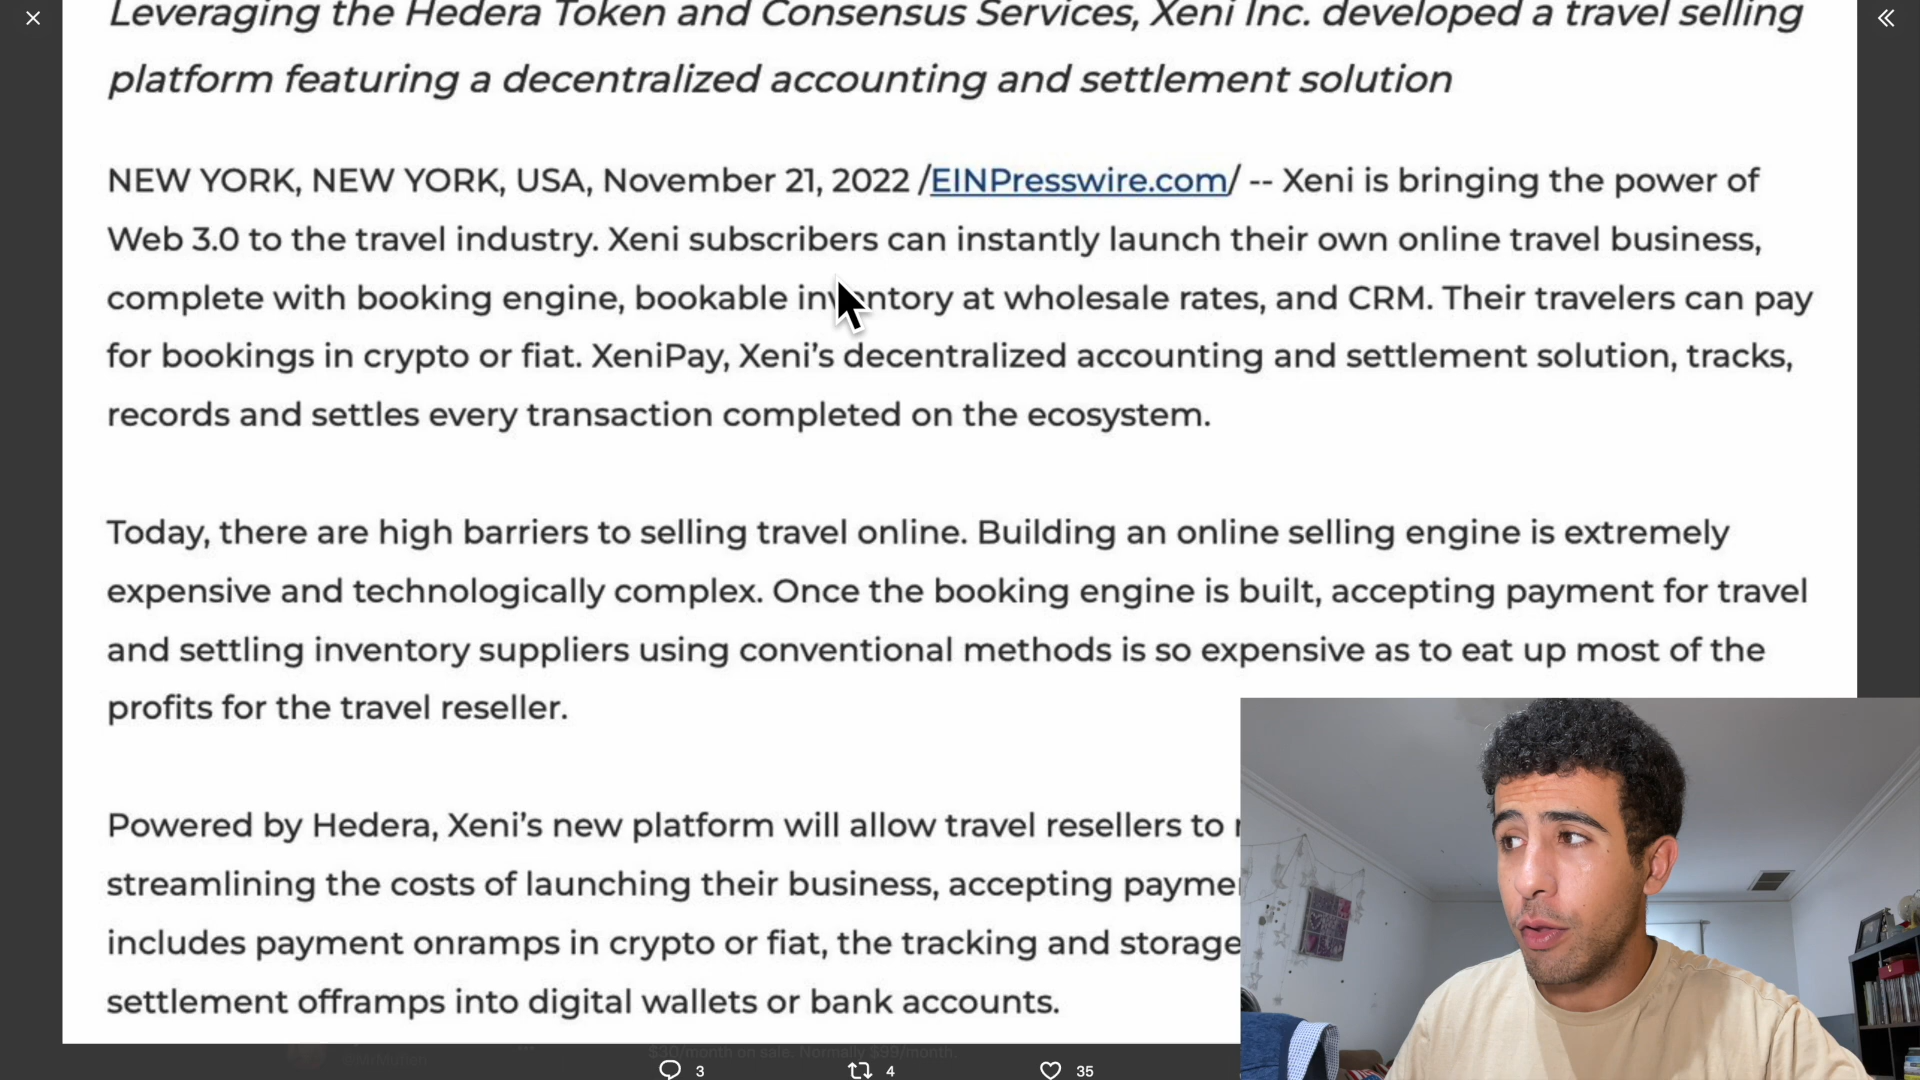 Leveraging the Hedera Token and Consensus Services, Xeni Inc. developed a travel selling
platform featuring a decentralized accounting and settlement solution
NEW YORK, NEW YORK, USA, November 21, 2022 /EINPresswire.com/ -- Xeni is bringing the power of
Web 3.0 to the travel industry. Xeni subscribers can instantly launch their own online travel business,
complete with booking engine, bookable inventory at wholesale rates, and CRM. Their travelers can pay
for bookings in crypto or fiat. XeniPay, Xeni’s decentralized accounting and settlement solution, tracks,
records and settles every transaction completed on the ecosystem.
Today, there are high barriers to selling travel online. Building an online selling engine is extremely
expensive and technologically complex. Once the booking engine is built, accepting payment for travel
and settling inventory suppliers using conventional methods is so expensive as to eat up most of the
profits for the travel reseller.
Powered by Hedera, Xeni’s new platform will allow travel resellers to
streamlining the costs of launching their business, accepting
includes payment onramps in crypto or fiat, the tracking and storage
settlement offramps into digital wallets or bank accounts.
$30/month on sale. Normally $99/month.
3 4 35